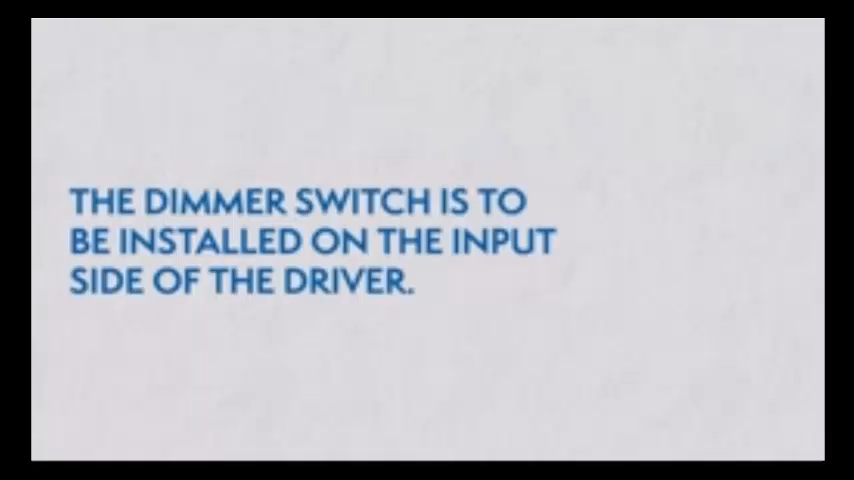 THE DIMMER SWITCH IS TO
BE INSTALLED ON THE INPUT
SIDE OF THE DRIVER.